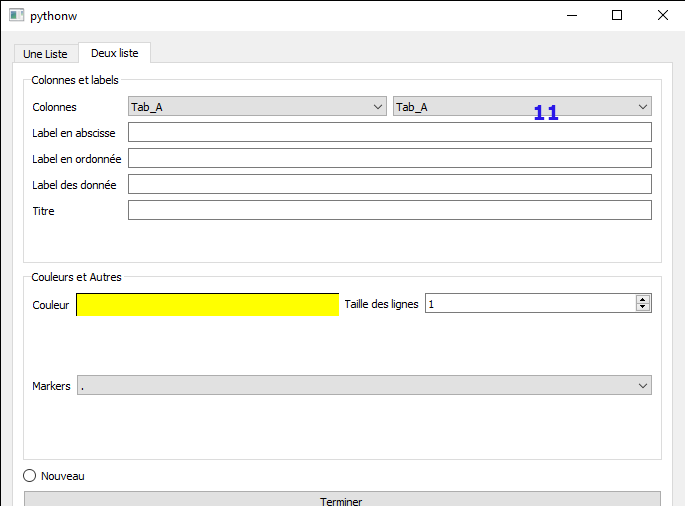 pythonw
Une Liste Deux liste
Colonnes et labels
Colonnes Tab_A Tab_A 11
Label en abscisse
Label en ordonnée
Label des donnée
Titre
Couleurs et Autres
Couleur Taille des lignes 1
Markers .
Nouveau
Terminer